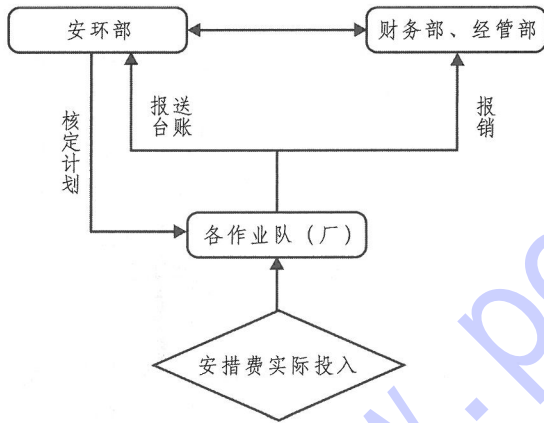 安环部
财务部、经管部
报送
台账
报销
核定计划
各作业队（厂）
安措费实际投入
www.p